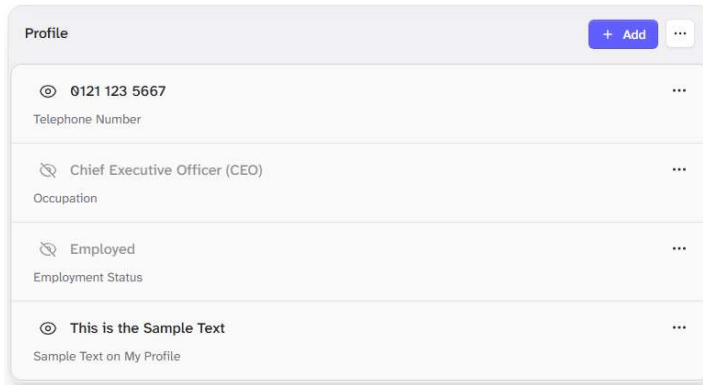 Profile
+ Add
0121 123 5667
Telephone Number
Chief Executive Officer (CEO)
Occupation
Employed
Employment Status
This is the Sample Text
Sample Text on My Profile